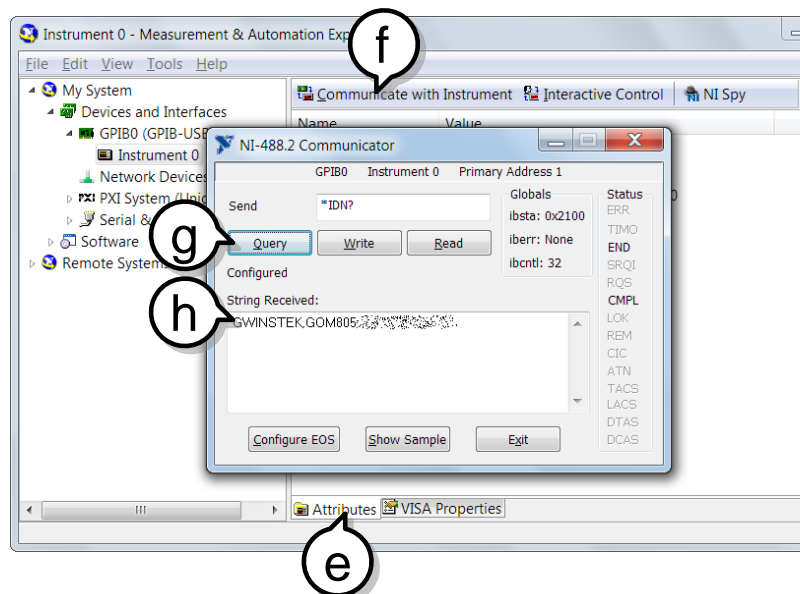 Instrument 0 - Measurement & Automation Exp
f
File Edit View Tools Help
My System
Devices and Interfaces
GPIB0 (GPIB-USB
Instrument 0
Network Devices
PXI System
Serial &
Software
Remote Systems
Communicate with Instrument Interactive Control NI Spy
Name Value
NI-488.2 Communicator
GPIB0 Instrument 0 Primary Address 1
Send *IDN?
Query Write Read
Configured
String Received:
GWINSTEK,GOM805
Globals
ibsta: 0x2100
iberr: None
ibcntl: 32
Status
ERR
TIMO
END
SRQI
RQS
CMPL
LOK
REM
CIC
ATN
TACS
LACS
DTAS
DCAS
Configure EOS Show Sample Exit
g
h
0
Attributes VISA Properties
e